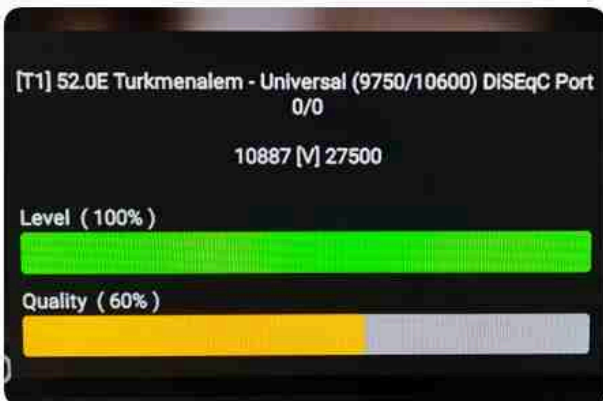 [T1] 52.0E Turkmenalem - Universal (9750/10600) DISEqC Port
0/0
10887 [V] 27500
Level ( 100% )
Quality ( 60% )